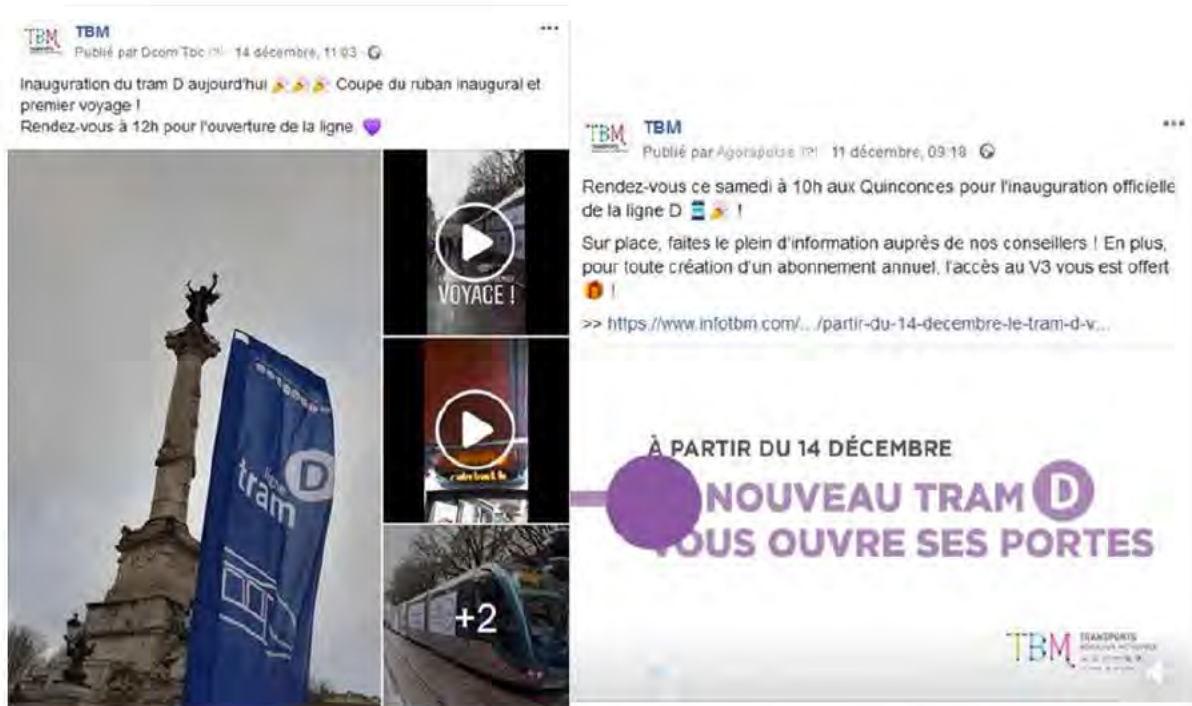 TBM
TBM
Publié par Dcom Tbc [?] · 14 décembre, 11:03 ·
Inauguration du tram D aujourd'hui 🎉🎉🎉 Coupe du ruban inaugural et
premier voyage !
Rendez-vous à 12h pour l'ouverture de la ligne 💜
ligne
tram D
VOYAGE !
+2
TBM
TBM
Publié par Agorapulse [?] · 11 décembre, 09:18 ·
Rendez-vous ce samedi à 10h aux Quinconces pour l'inauguration officielle
de la ligne D 🚊 🎉 !
Sur place, faites le plein d'information auprès de nos conseillers ! En plus,
pour toute création d'un abonnement annuel, l'accès au V3 vous est offert
🎁 !
>> https://www.infotbm.com/.../partir-du-14-decembre-le-tram-d-v...
À PARTIR DU 14 DÉCEMBRE
NOUVEAU TRAM D
VOUS OUVRE SES PORTES
TBM
TRANSPORTS